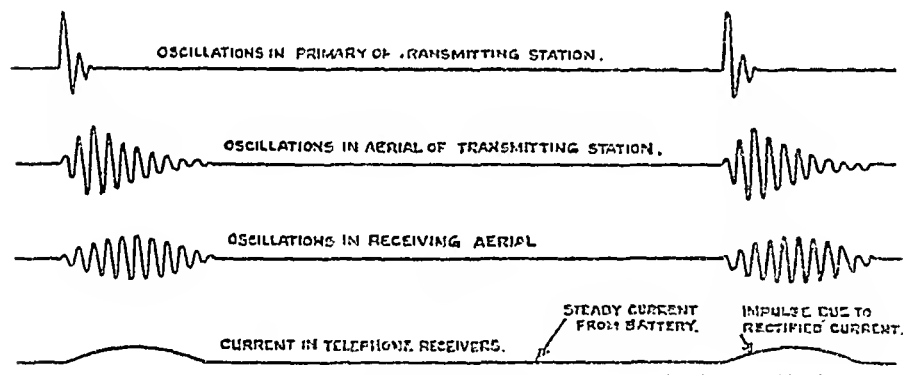 OSCILLATIONS IN PRIMARY OF TRANSMITTING STATION.
OSCILLATIONS IN AERIAL OF TRANSMITTING STATION.
OSCILLATIONS IN RECEIVING AERIAL
STEADY CURRENT
FROM BATTERY.
IMPULSE DUE TO
RECTIFIED CURRENT.
CURRENT IN TELEPHONE RECEIVERS.